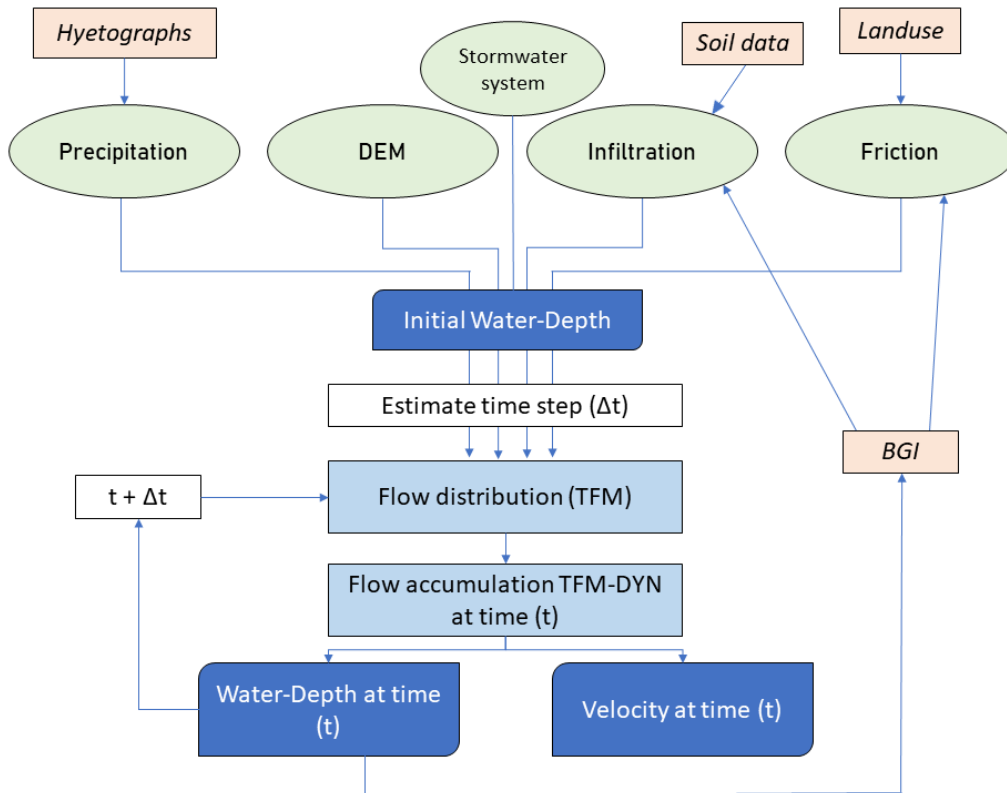 Hyetographs
Stormwater
system
Soil data
Landuse
Precipitation
DEM
Infiltration
Friction
Initial Water-Depth
Estimate time step (Δt)
BGI
t + Δt
Flow distribution (TFM)
Flow accumulation TFM-DYN
at time (t)
Water-Depth at time
(t)
Velocity at time (t)